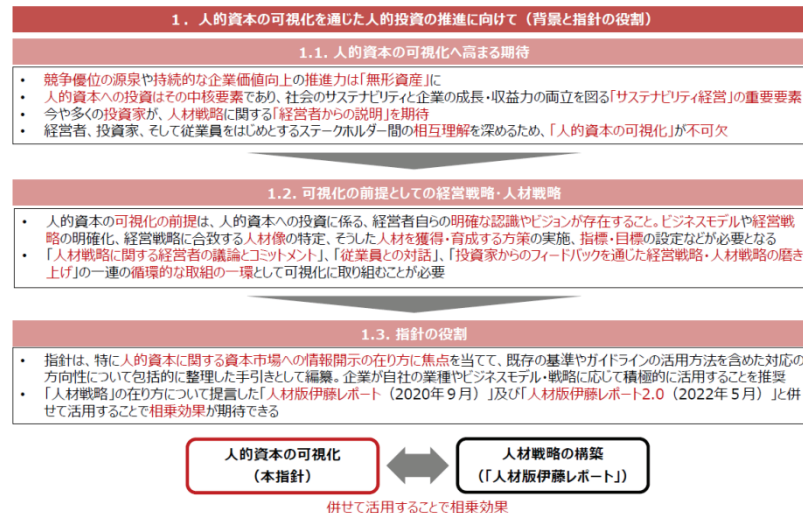 １．人的資本の可視化を通じた人的投資の推進に向けて（背景と指針の役割）
1.1. 人的資本の可視化へ高まる期待
• 競争優位の源泉や持続的な企業価値向上の推進力は「無形資産」に
• 人的資本への投資はその中核要素であり、社会のサステナビリティと企業の成長・収益力の両立を図る「サステナビリティ経営」の重要要素
• 今や多くの投資家が、人材戦略に関する「経営者からの説明」を期待
• 経営者、投資家、そして従業員をはじめとするステークホルダー間の相互理解を深めるため、「人的資本の可視化」が不可欠
1.2. 可視化の前提としての経営戦略・人材戦略
• 人的資本の可視化の前提は、人的資本への投資に係る、経営者自らの明確な認識やビジョンが存在すること。ビジネスモデルや経営戦
略の明確化、経営戦略に合致する人材像の特定、そうした人材を獲得・育成する方策の実施、指標・目標の設定などが必要となる
• 「人材戦略に関する経営者の議論とコミットメント」、「従業員との対話」、「投資家からのフィードバックを通じた経営戦略・人材戦略の磨き
上げ」の一連の循環的な取組の一環として可視化に取り組むことが必要
1.3. 指針の役割
• 指針は、特に人的資本に関する資本市場への情報開示の在り方に焦点を当てて、既存の基準やガイドラインの活用方法を含めた対応の
方向性について包括的に整理した手引きとして編纂。企業が自社の業種やビジネスモデル・戦略に応じて積極的に活用することを推奨
• 「人材戦略」の在り方について提言した「人材版伊藤レポート（2020年９月）」及び「人材版伊藤レポート2.0（2022年５月）」と併
せて活用することで相乗効果が期待できる
人的資本の可視化
（本指針）
人材戦略の構築
（「人材版伊藤レポート」）
併せて活用することで相乗効果